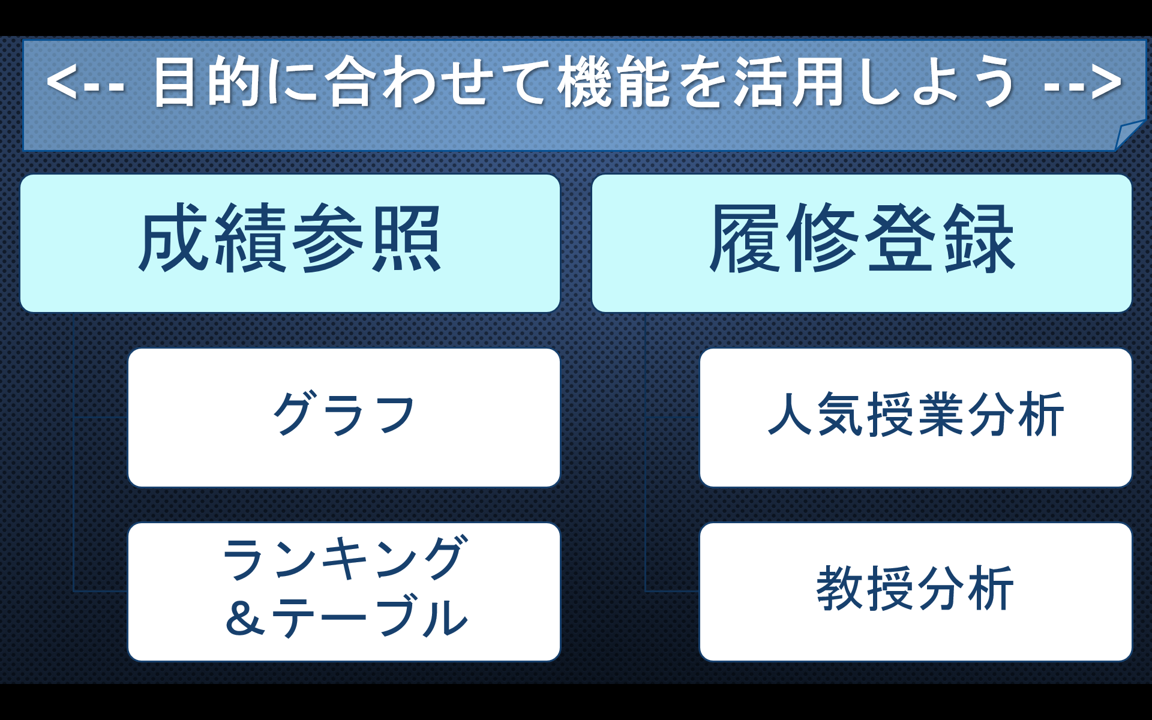 <-- 目的に合わせて機能を活用しよう -->
成績参照
グラフ
ランキング
&テーブル
履修登録
人気授業分析
教授分析